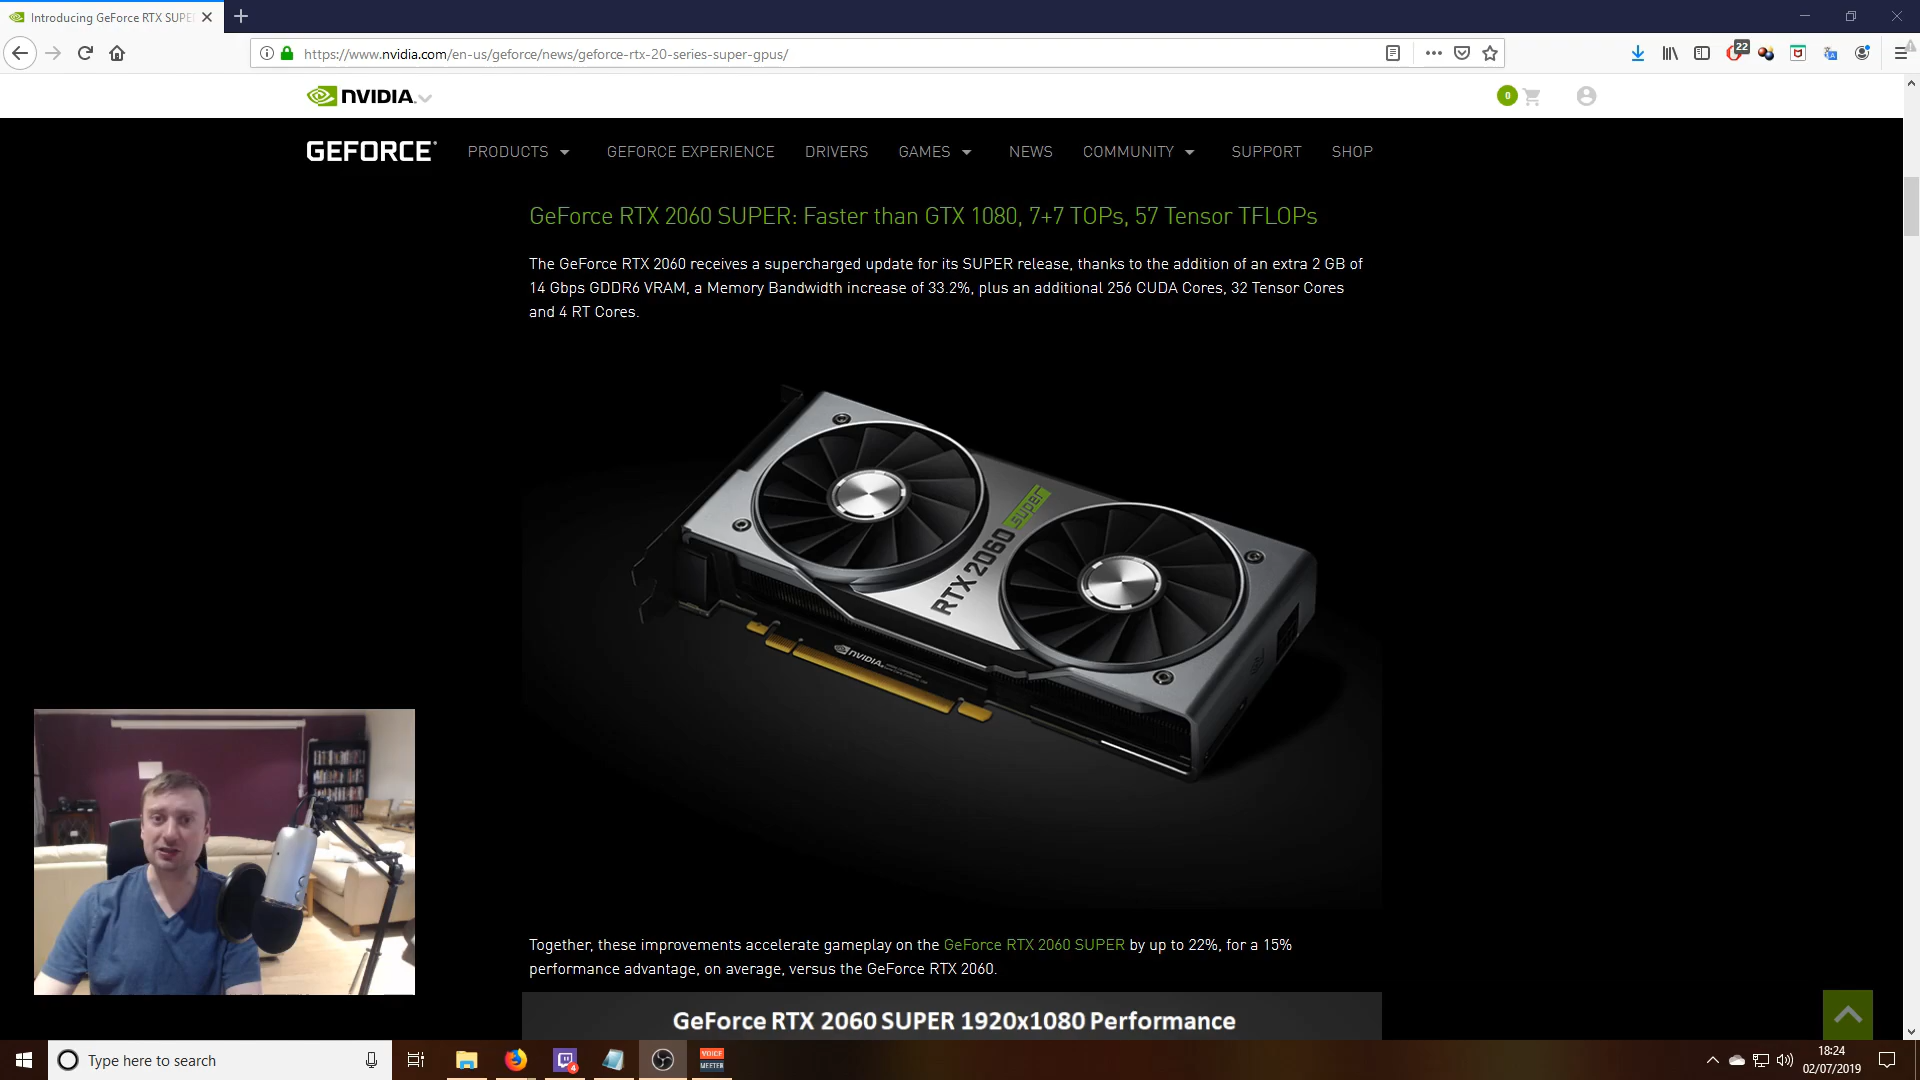 Introducing GeForce RTX SUPE
https://www.nvidia.com/en-us/geforce/news/geforce-rtx-20-series-super-gpus/
22
NVIDIA.
0
GEFORCE
PRODUCTS
GEFORCE EXPERIENCE
DRIVERS
GAMES
NEWS
COMMUNITY
SUPPORT
SHOP
GeForce RTX 2060 SUPER: Faster than GTX 1080, 7+7 TOPs, 57 Tensor TFLOPs
The GeForce RTX 2060 receives a supercharged update for its SUPER release, thanks to the addition of an extra 2 GB of
14 Gbps GDDR6 VRAM, a Memory Bandwidth increase of 33.2%, plus an additional 256 CUDA Cores, 32 Tensor Cores
and 4 RT Cores.
RTX 2060 SUPER
NVIDIA.
Together, these improvements accelerate gameplay on the GeForce RTX 2060 SUPER by up to 22%, for a 15%
performance advantage, on average, versus the GeForce RTX 2060.
GeForce RTX 2060 SUPER 1920x1080 Performance
Type here to search
4
VOICE
MEETER
18:24
02/07/2019